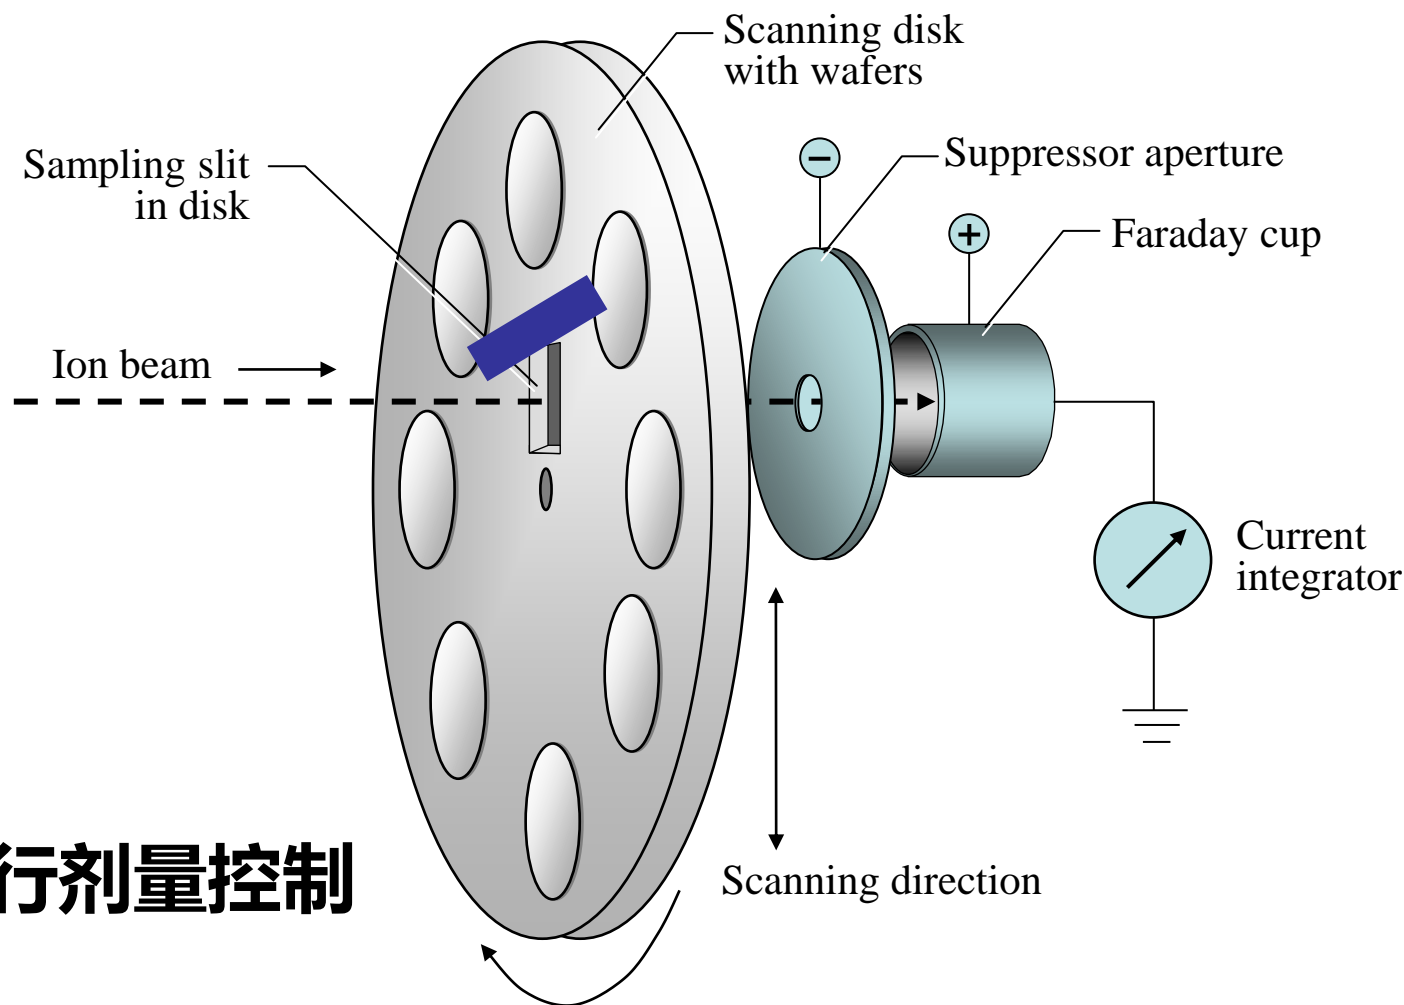 Scanning disk
with wafers
Sampling slit
in disk
Suppressor aperture
Faraday cup
Ion beam
Current
integrator
Scanning direction
行剂量控制